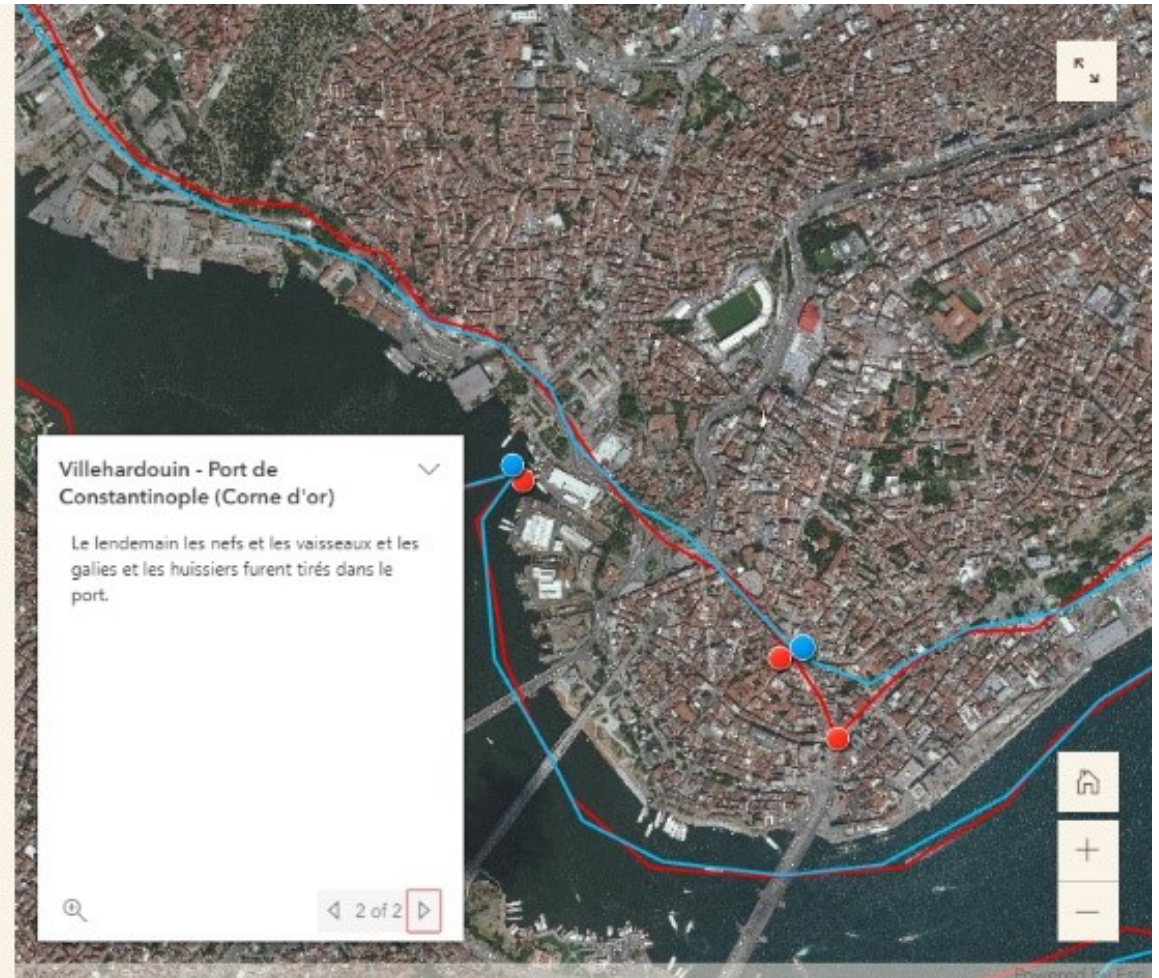 Villehardouin - Port de
Constantinople (Corne d'or)
Le lendemain les nefs et les vaisseaux et les
galies et les huissiers furent tirés dans le
port.
2 of 2